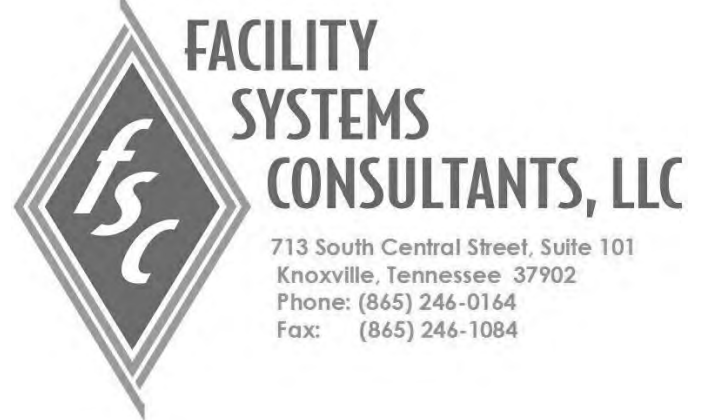 fsc
FACILITY
SYSTEMS
CONSULTANTS, LLC
713 South Central Street, Suite 101
Knoxville, Tennessee 37902
Phone: (865) 246-0164
Fax: (865) 246-1084